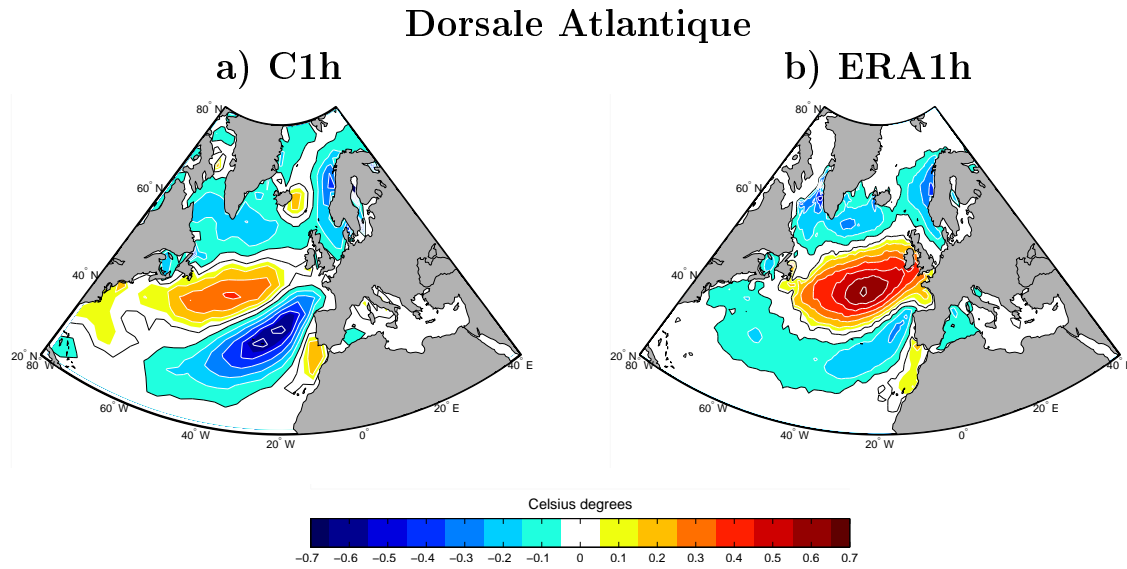 Dorsale Atlantique
a) C1h
b) ERA1h
80° N
60° N
40° N
20° N
80° W
60° W
40° W
20° W
0°
20° E
40° E
80° N
60° N
40° N
20° N
80° W
60° W
40° W
20° W
0°
20° E
40° E
Celsius degrees
−0.7 −0.6 −0.5 −0.4 −0.3 −0.2 −0.1 0 0.1 0.2 0.3 0.4 0.5 0.6 0.7